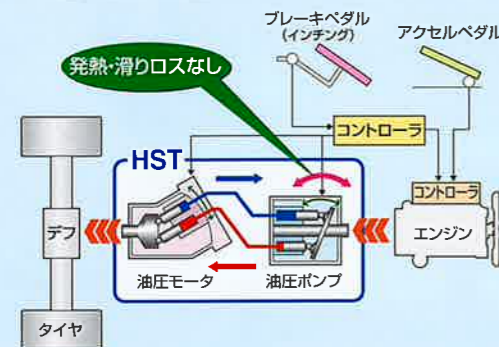 ブレーキペダル
(インチング)
アクセルペダル
発熱・滑りロスなし
コントローラ
HST
コントローラ
デフ
エンジン
油圧モータ
油圧ポンプ
タイヤ